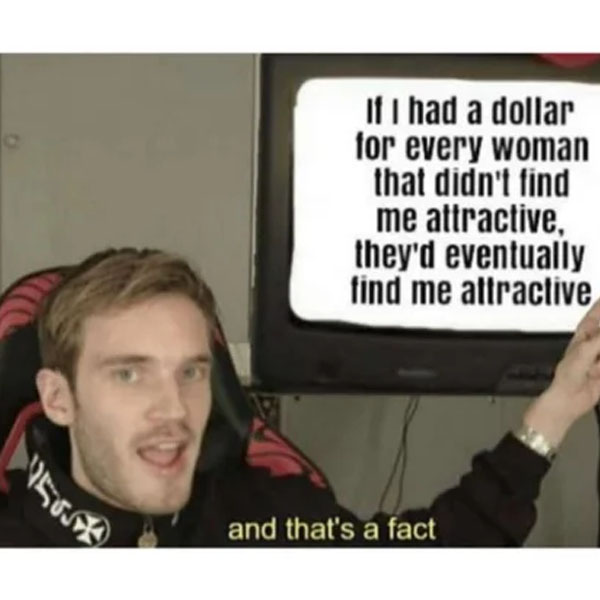 If I had a dollar
for every woman
that didn't find
me attractive,
they'd eventually
find me attractive
and that's a fact